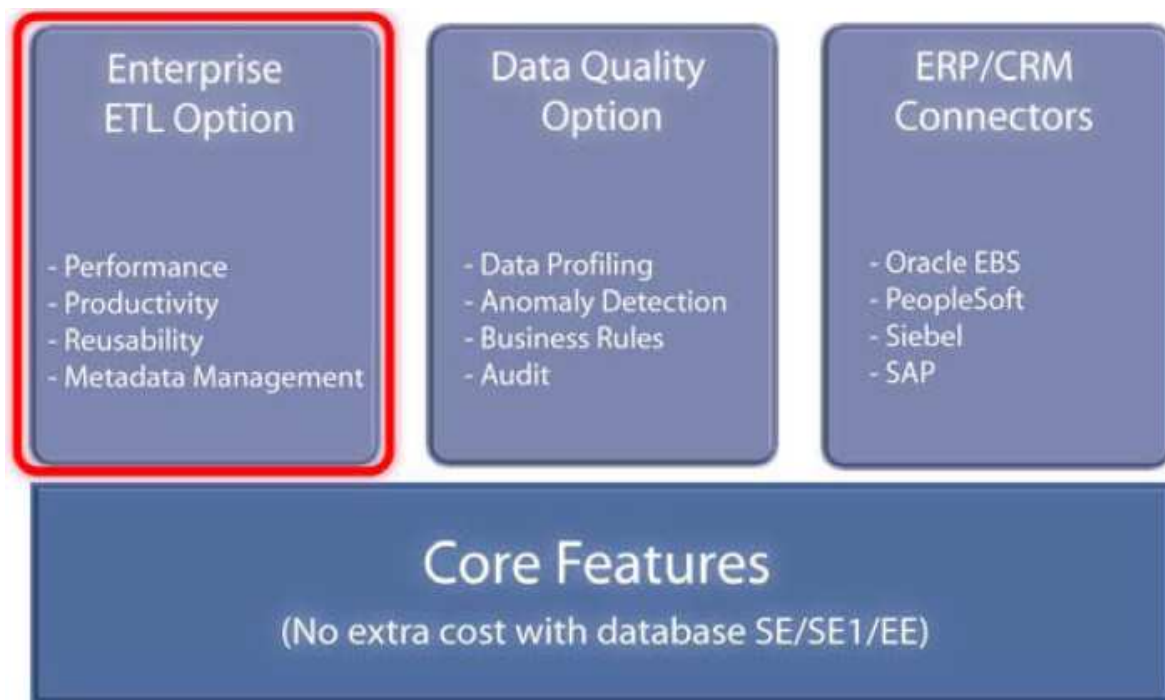 Enterprise
ETL Option
- Performance
- Productivity
- Reusability
- Metadata Management
Data Quality
Option
- Data Profiling
- Anomaly Detection
- Business Rules
- Audit
ERP/CRM
Connectors
- Oracle EBS
- PeopleSoft
- Siebel
- SAP
Core Features
(No extra cost with database SE/SE1/EE)